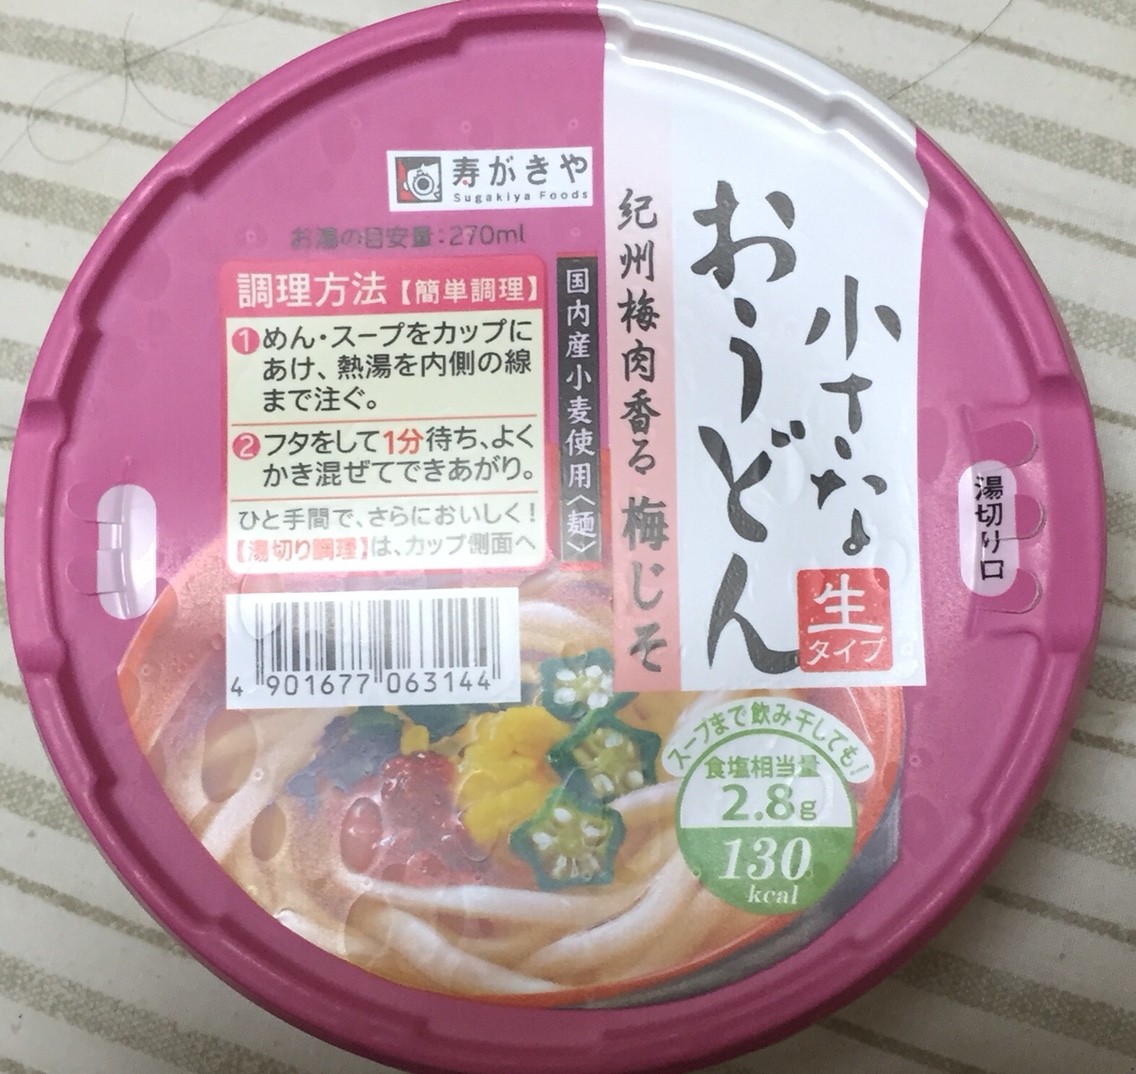 寿がきや
Sugakiya Foods
お湯の目安量:270ml
調理方法【簡単調理】
1 めん・スープをカップに
あけ、熱湯を内側の線
まで注ぐ。
2 フタをして1分待ち、よく
かき混ぜてできあがり。
ひと手間で、さらにおいしく!
【湯切り調理】は、カップ側面へ
国内産小麦使用〈麺〉
紀州梅肉香る 梅じそ
小さな
おうどん
生
タイプ
湯切り口
4 901677 063144
スープまで飲み干しても!
食塩相当量
2.8g
130
kcal